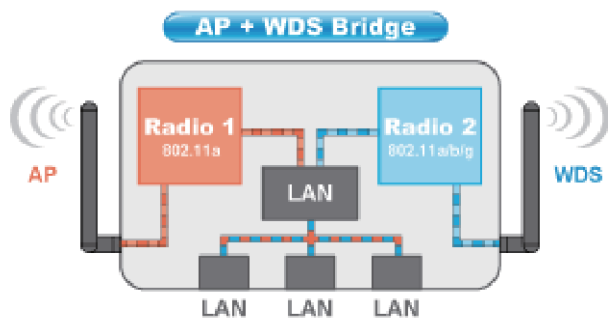 AP + WDS Bridge
Radio 1
802.11a
Radio 2
802.11a/b/g
AP
LAN
WDS
LAN
LAN
LAN